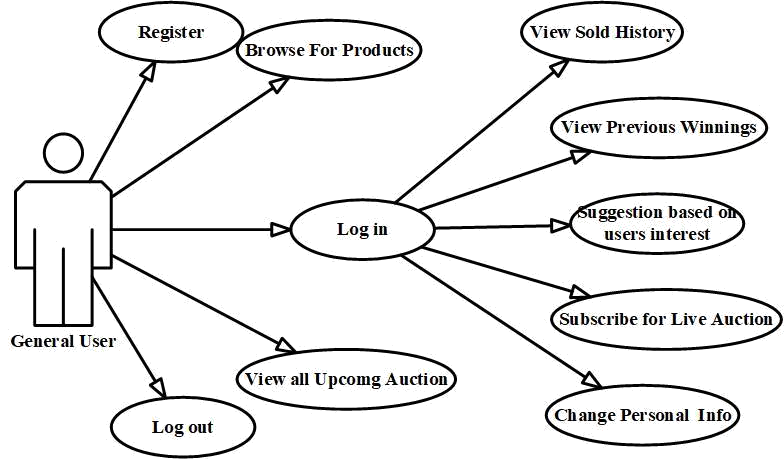 Register
Browse For Products
View Sold History
View Previous Winnings
Log in
Suggestion based on
users interest
Subscribe for Live Auction
General User
View all Upcomg Auction
Change Personal Info
Log out